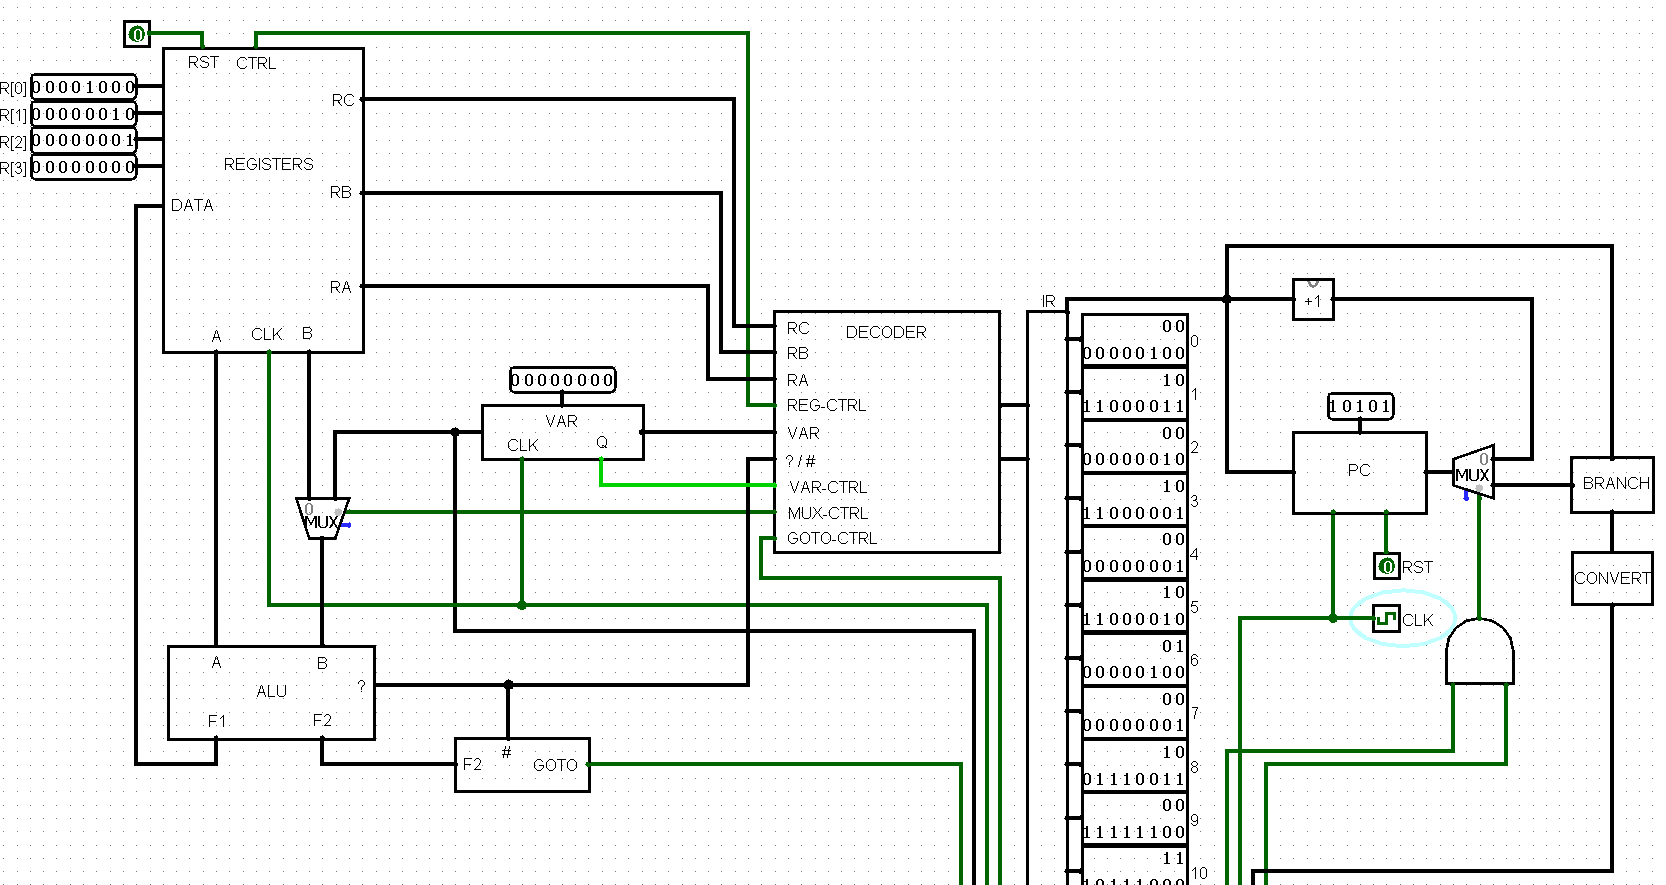 0
RST CTRL
R[0] 00001000
R[1] 00000010
R[2] 00000001
R[3] 00000000
DATA
REGISTERS
RC
RB
RA
A CLK B
00000000
VAR
CLK Q
0
MUX
A B
ALU ?
F1 F2
#
F2 GOTO
DECODER
RC
RB
RA
REG-CTRL
VAR
?/#
VAR-CTRL
MUX-CTRL
GOTO-CTRL
IR
00
00000100 0
10
11000011 1
00
00000010 2
10
11000001 3
00
00000001 4
10
11000010 5
01
00000100 6
00
00000001 7
10
01110011 8
00
11111100 9
11
10111000 10
+1
10101
PC
0
MUX
BRANCH
CONVERT
0 RST
CLK